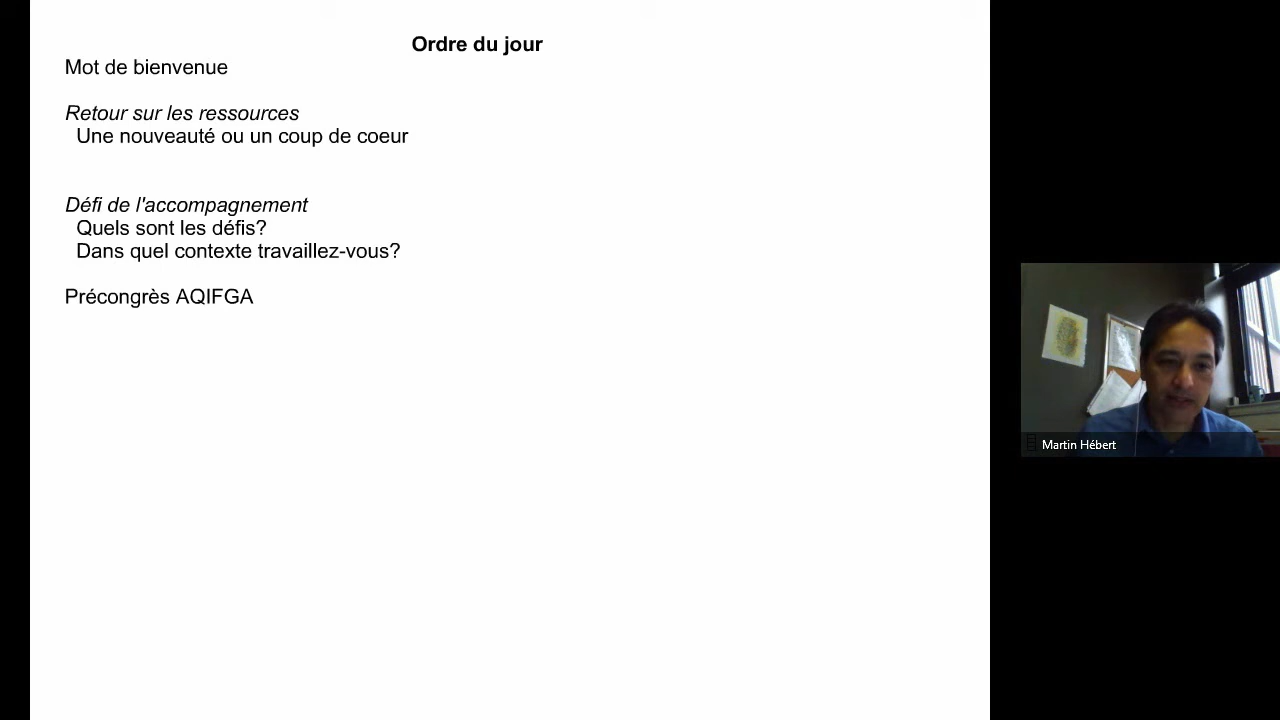 Ordre du jour
Mot de bienvenue
Retour sur les ressources
Une nouveauté ou un coup de coeur
Défi de l'accompagnement
Quels sont les défis?
Dans quel contexte travaillez-vous?
Précongrès AQIFGA
Martin Hébert